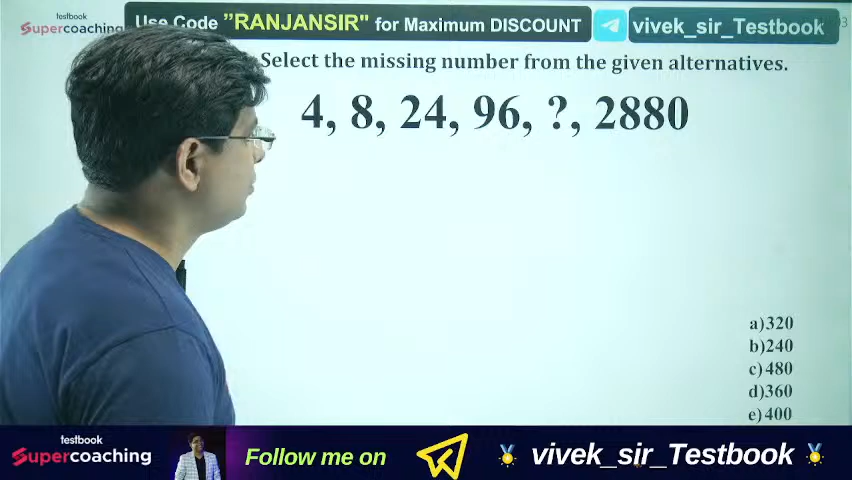 testbook
Supercoaching
Use Code "RANJANSIR" for Maximum DISCOUNT
vivek_sir_Testbook
Select the missing number from the given alternatives.
4, 8, 24, 96, ?, 2880
a)320
b)240
c)480
d)360
e)400
testbook
Supercoaching
Follow me on
vivek_sir_Testbook